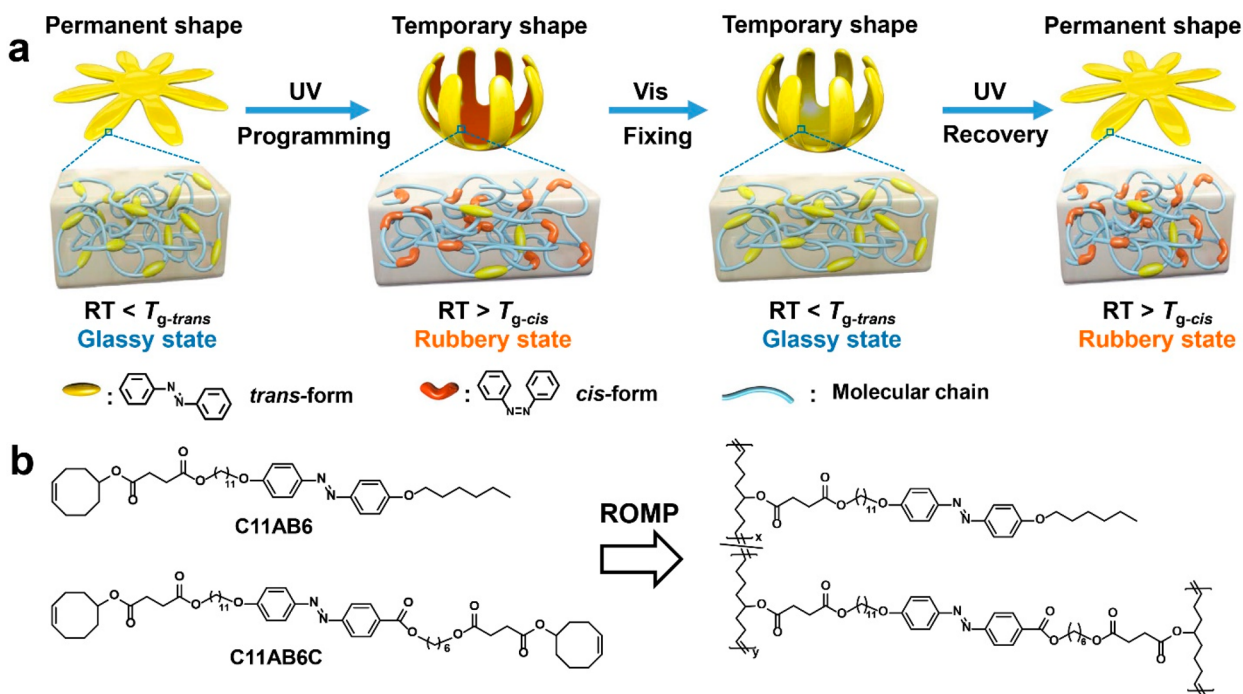 a
Permanent shape
Temporary shape
Temporary shape
Permanent shape
UV
Programming
Vis
Fixing
UV
Recovery
RT < Tg-trans
RT > Tg-cis
RT < Tg-trans
RT > Tg-cis
Glassy state
Rubbery state
Glassy state
Rubbery state
: N N trans-form
: N=N cis-form
: Molecular chain
b
O O O O 11 O N N O
C11AB6
ROMP
O O O O 11 O N N O
x
O O O O 11 O N N O O 6 O O O O
C11AB6C
O O O O 11 O N N O O 6 O O O O
y